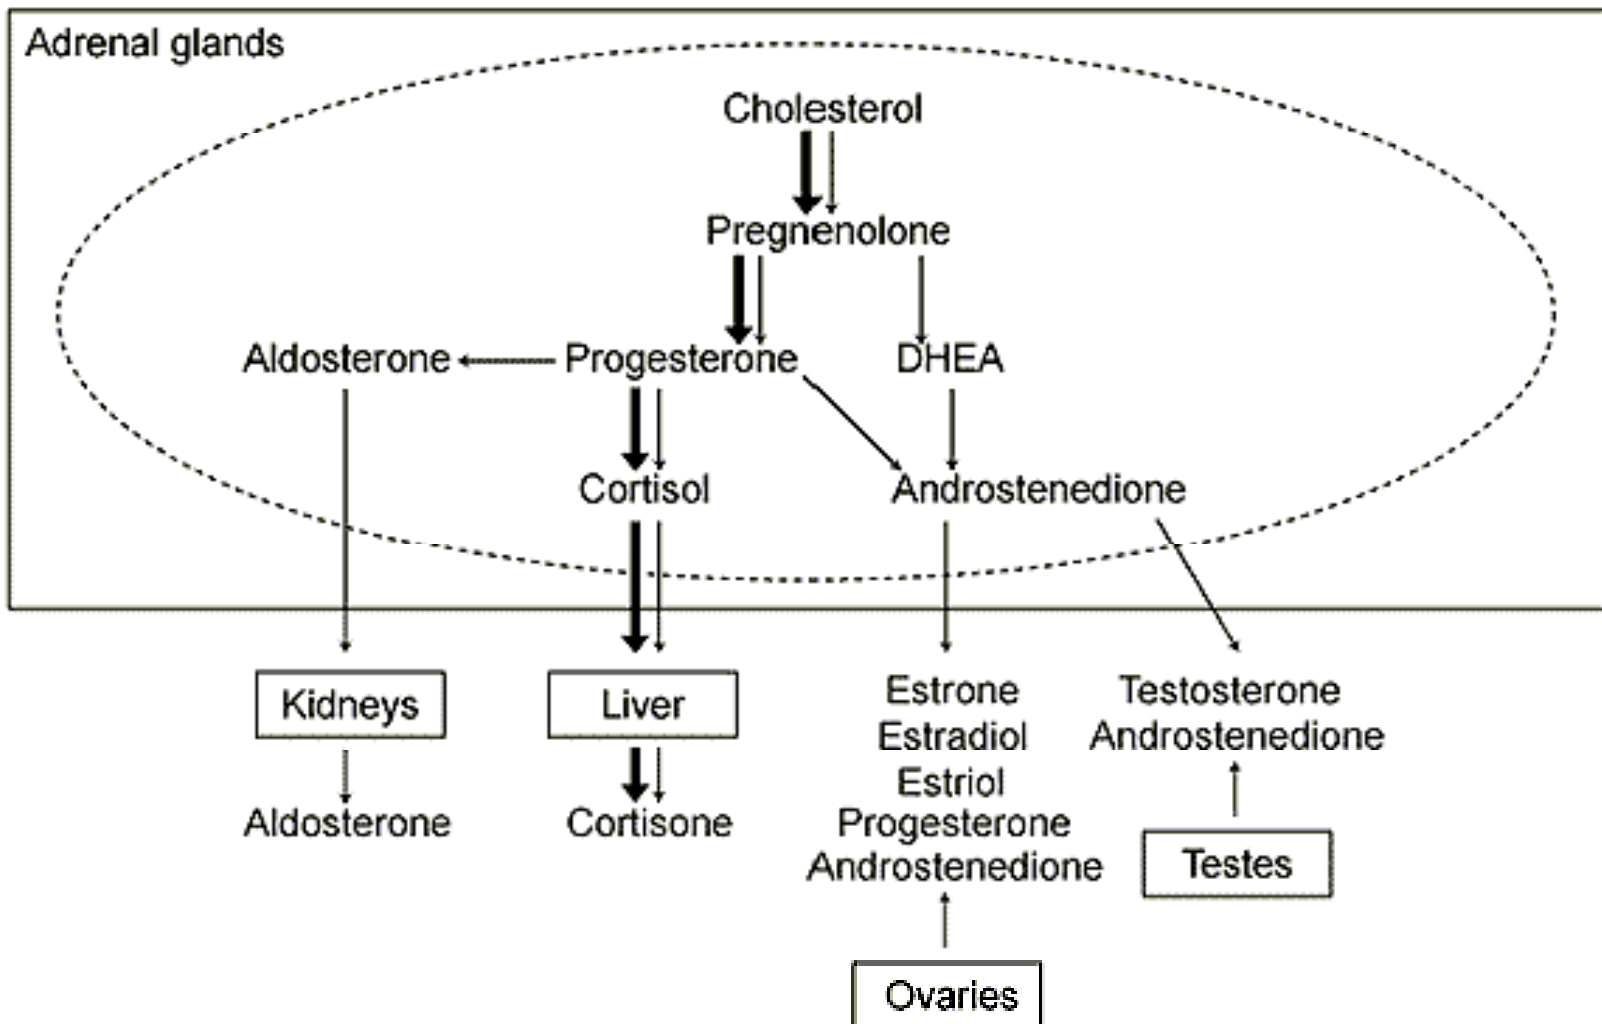 Adrenal glands
Cholesterol
Pregnenolone
Aldosterone
Progesterone
DHEA
Cortisol
Androstenedione
Kidneys
Liver
Estrone
Estradiol
Estriol
Progesterone
Androstenedione
Testosterone
Androstenedione
Aldosterone
Cortisone
Testes
Ovaries